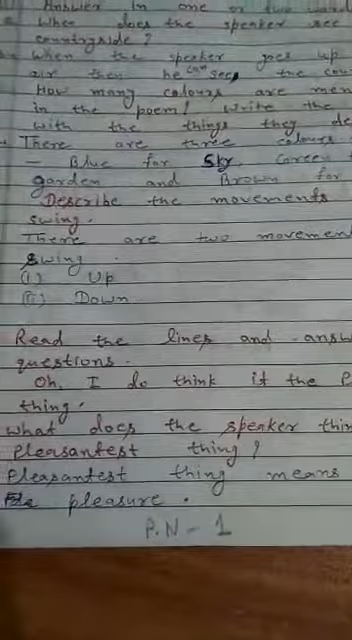 Answer in one or two
When does the speaker see
countryside?
When the speaker goes up
air then he can see the
How many colours are men
in the poem! Write the
with the things they de
There are three colours
- Blue for Sky Green
garden and Brown for
Describe the movements
swing.
There are two movement
swing
(i) Up
(ii) Down
Read the lines and answ
questions.
Oh, I do think it the P
thing.
What does the speaker thin
Pleasantest thing?
Pleasantest thing means
pleasure.
P.N - 1